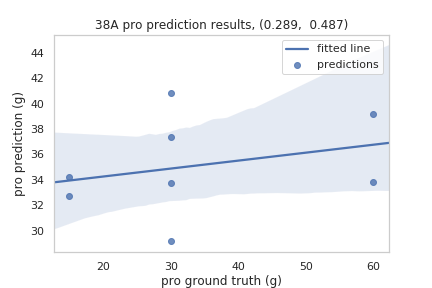 38A pro prediction results, (0.289,  0.487)
fitted line
predictions
pro prediction (g)
44
42
40
38
36
34
32
30
20
30
40
50
60
pro ground truth (g)